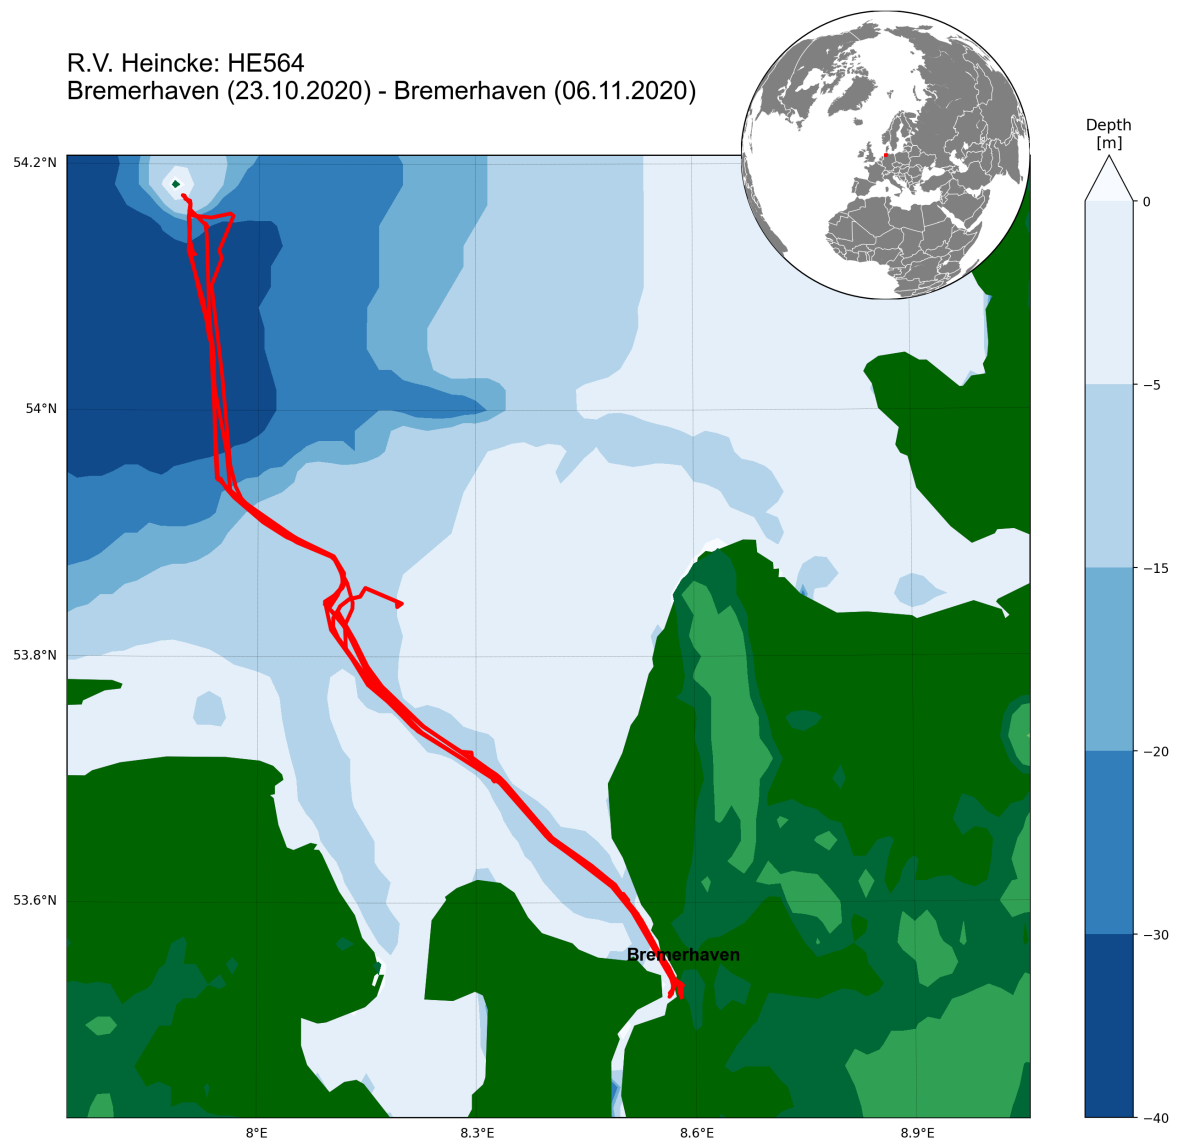 R.V. Heincke: HE564
Bremerhaven (23.10.2020) - Bremerhaven (06.11.2020)
Depth
[m]
54.2°N
54°N
53.8°N
53.6°N
0
−5
−15
−20
−30
−40
Bremerhaven
8°E
8.3°E
8.6°E
8.9°E